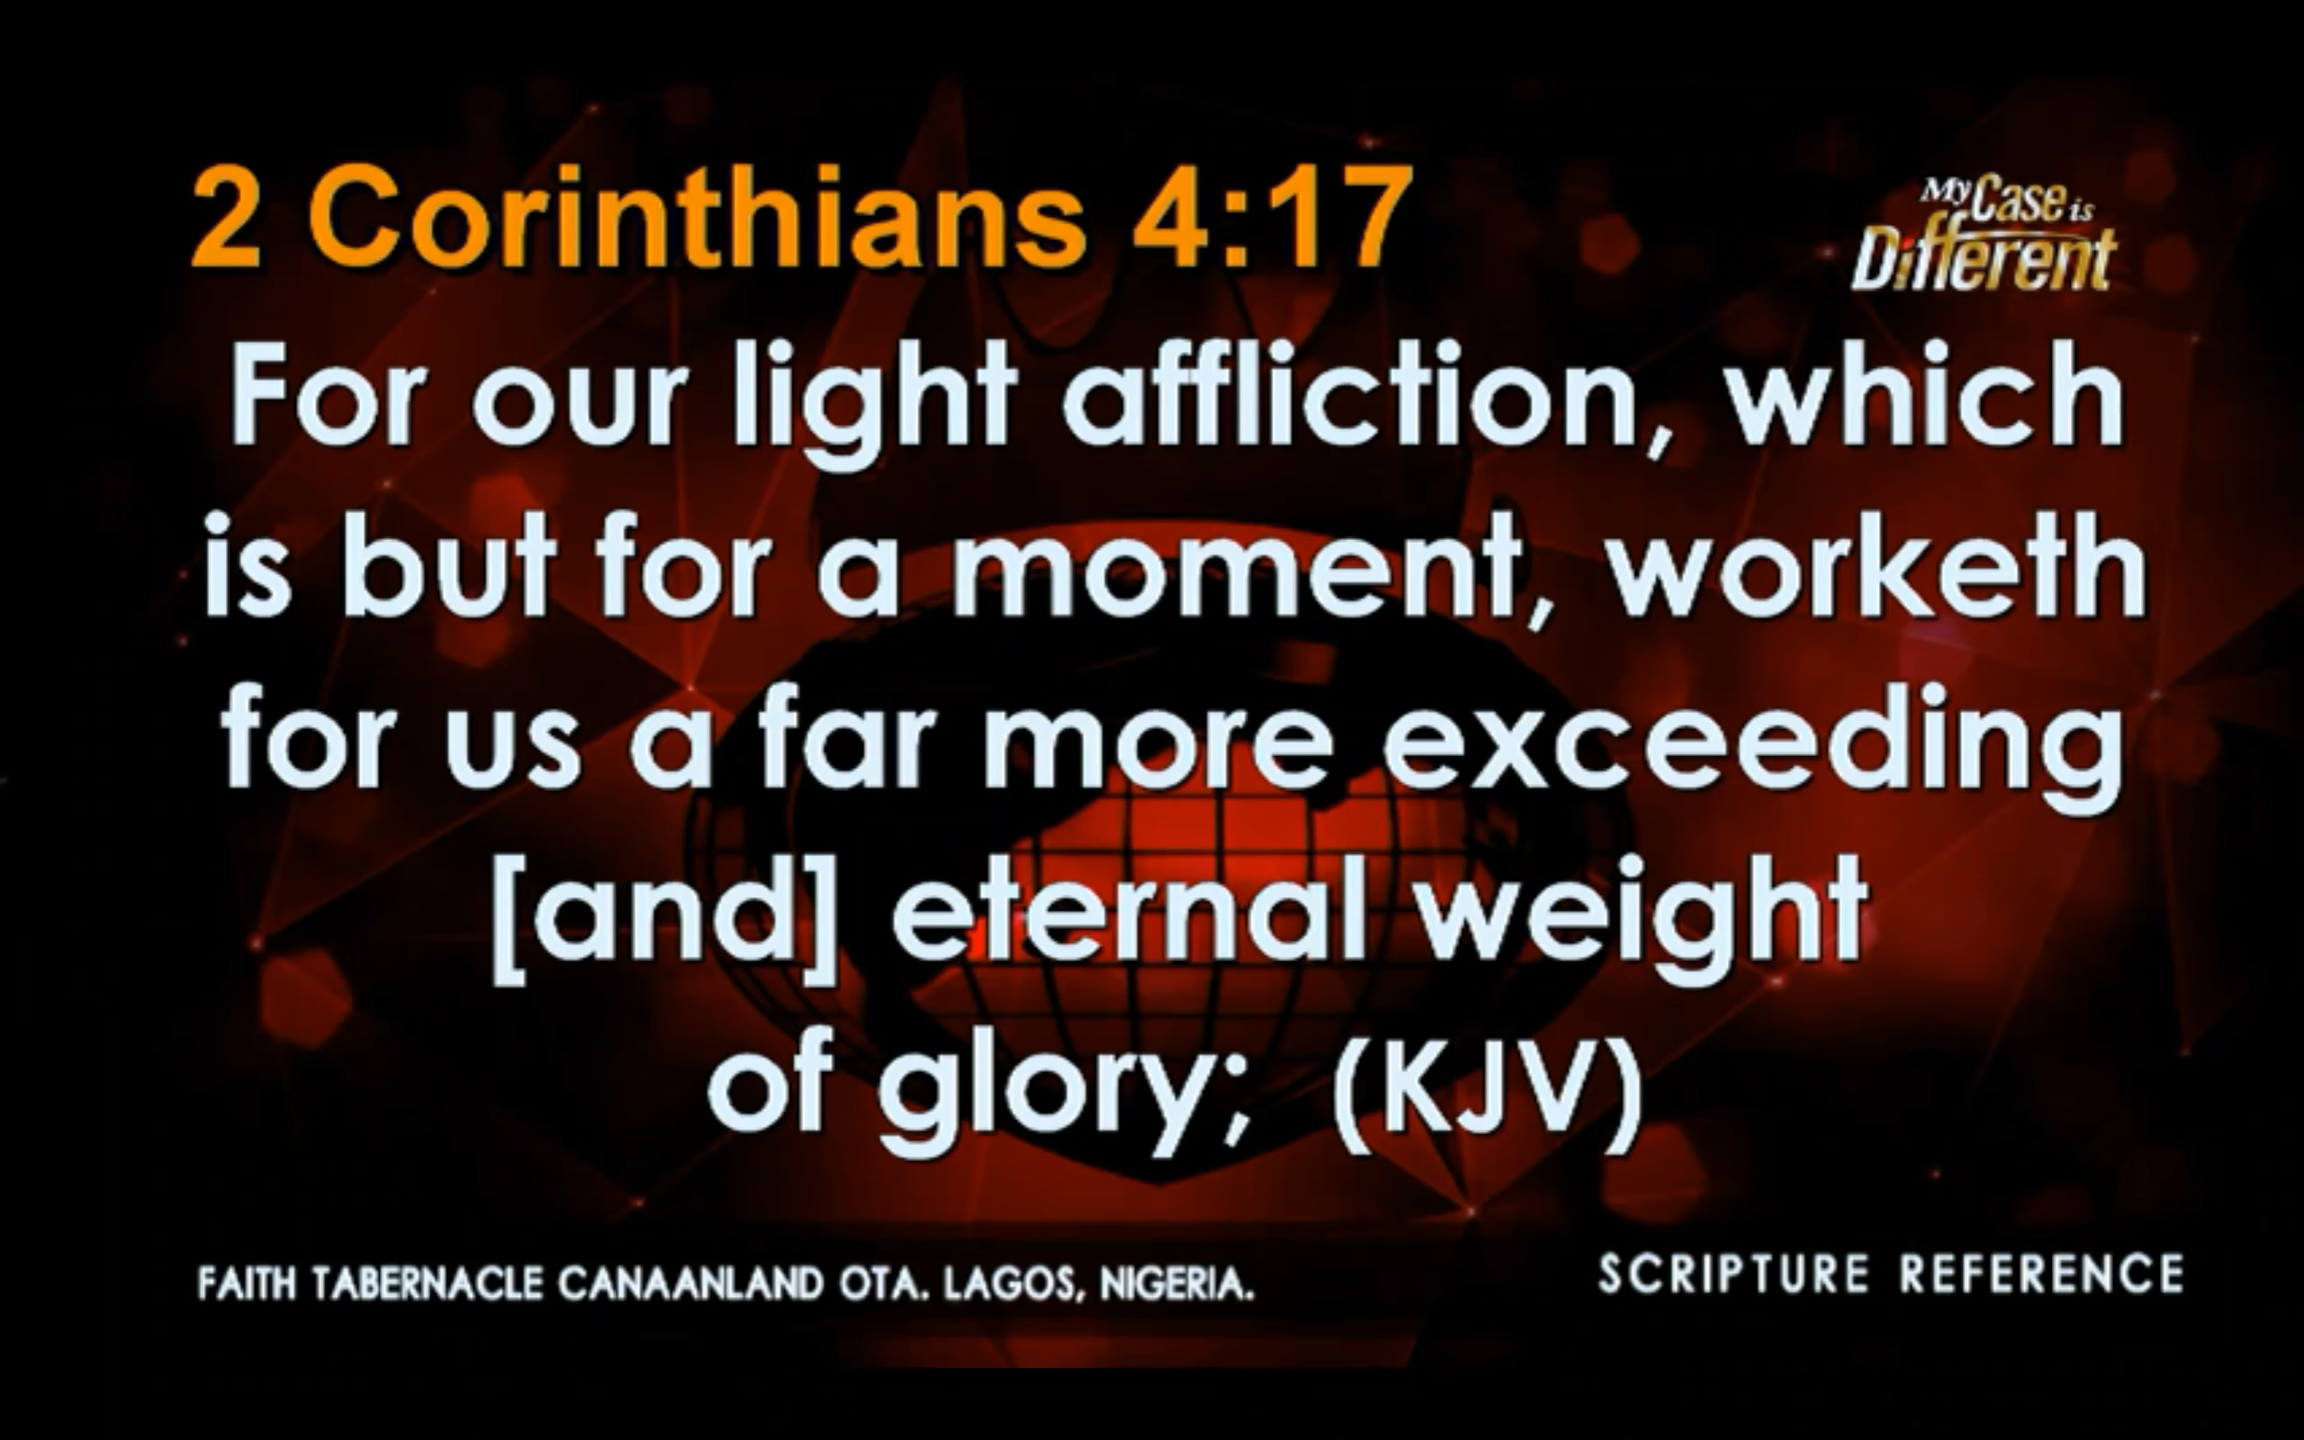 2 Corinthians 4:17
My Case is
Different
For our light affliction, which
is but for a moment, worketh
for us a far more exceeding
[and] eternal weight
of glory; (KJV)
FAITH TABERNACLE CANAANLAND OTA. LAGOS, NIGERIA.
SCRIPTURE REFERENCE